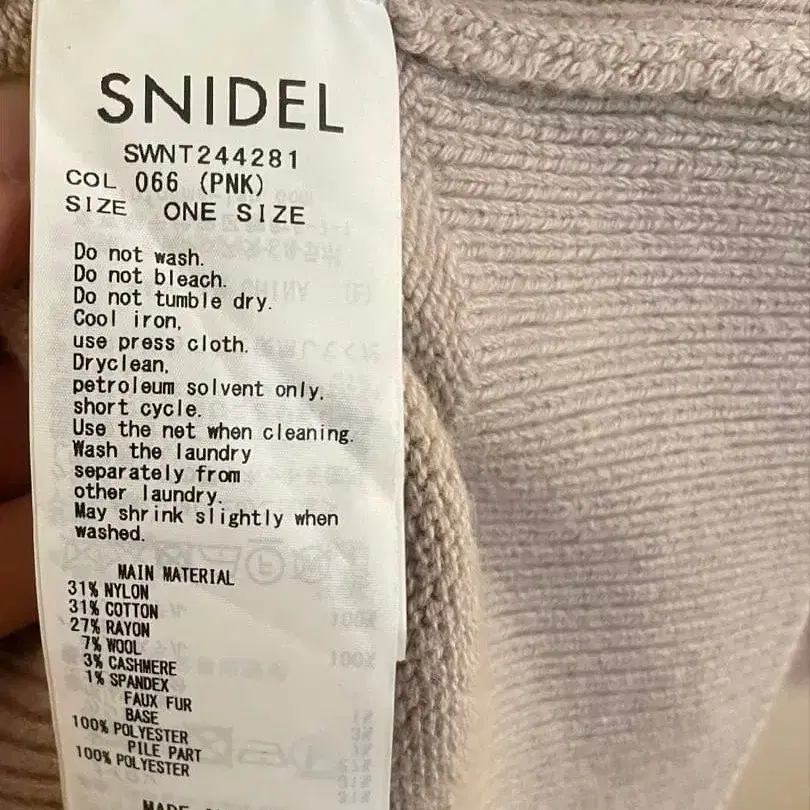 SNIDEL
SWNT244281
COL 066 (PNK)
SIZE ONE SIZE
Do not wash.
Do not bleach.
Do not tumble dry.
Cool iron,
use press cloth.
Dryclean,
petroleum solvent only.
short cycle.
Use the net when cleaning.
Wash the laundry
separately from
other laundry.
May shrink slightly when
washed.
MAIN MATERIAL
31% NYLON
31% COTTON
27% RAYON
7% WOOL
3% CASHMERE
1% SPANDEX
FAUX FUR
BASE
100% POLYESTER
PILE PART
100% POLYESTER
MADE